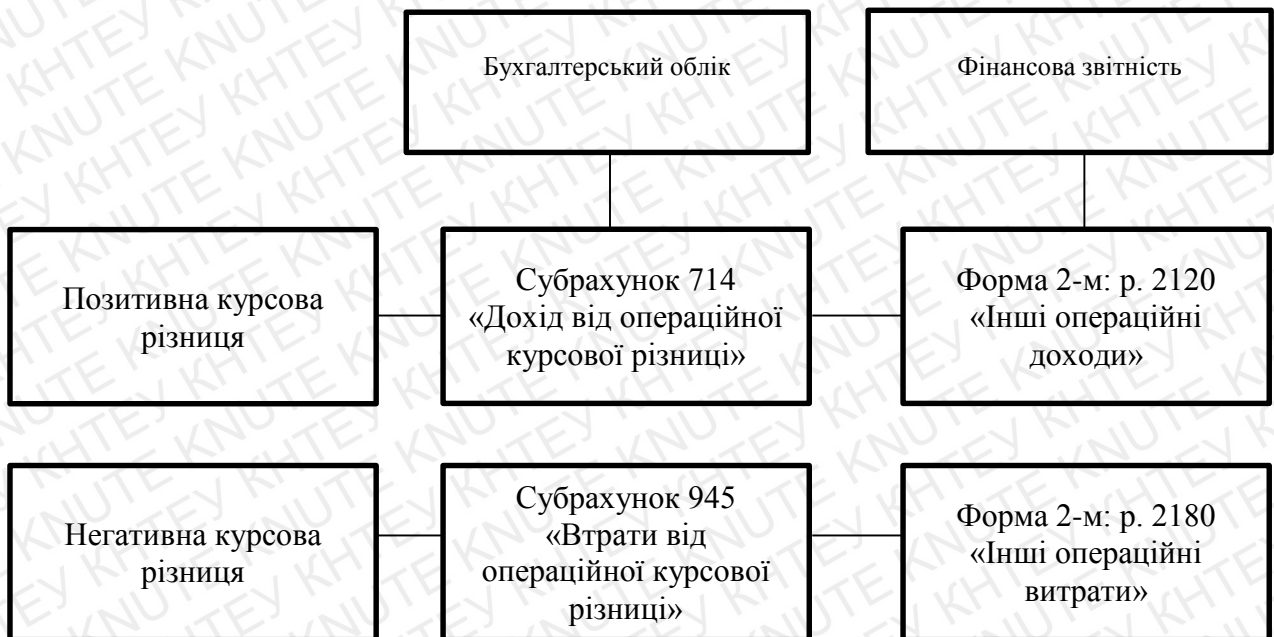 Бухгалтерський облік
Фінансова звітність
Позитивна курсова
різниця
Субрахунок 714
«Дохід від операційної
курсової різниці»
Форма 2-м: р. 2120
«Інші операційні
доходи»
Негативна курсова
різниця
Субрахунок 945
«Втрати від
операційної курсової
різниці»
Форма 2-м: р. 2180
«Інші операційні
витрати»